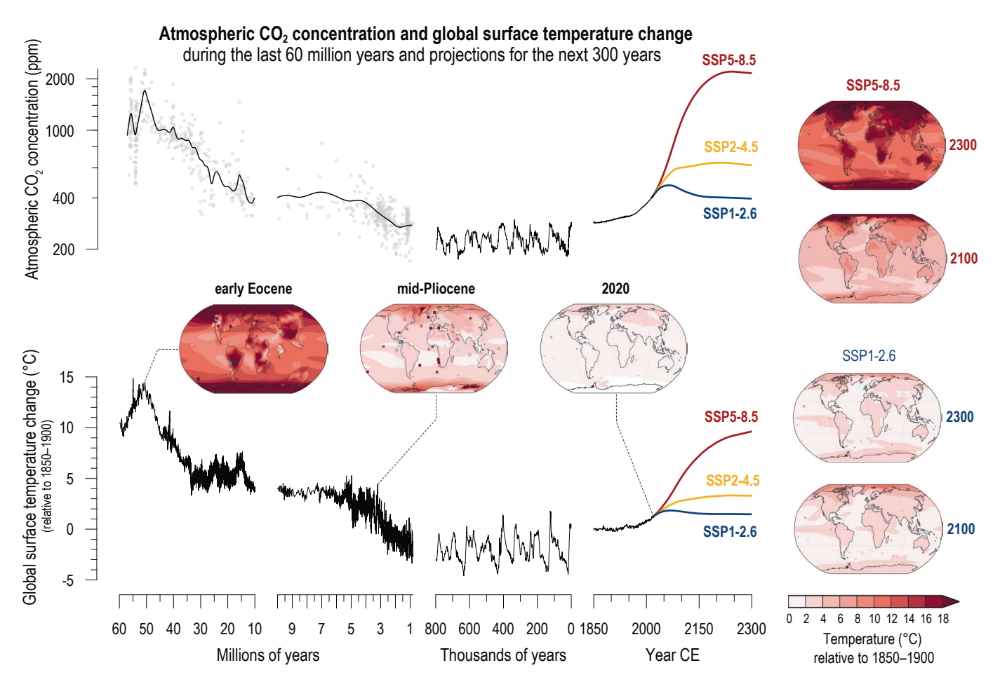 Atmospheric CO₂ concentration and global surface temperature change
during the last 60 million years and projections for the next 300 years
Atmospheric CO₂ concentration (ppm)
2000
1000
400
200
SSP5-8.5
SSP2-4.5
SSP1-2.6
SSP5-8.5
2300
2100
early Eocene
mid-Pliocene
2020
Global surface temperature change (°C)
(relative to 1850–1900)
15
10
5
0
-5
SSP5-8.5
SSP2-4.5
SSP1-2.6
SSP1-2.6
2300
2100
60 50 40 30 20 10
9 7 5 3 1
800 600 400 200 0
1850 2000 2150 2300
Millions of years
Thousands of years
Year CE
0 2 4 6 8 10 12 14 16 18
Temperature (°C)
relative to 1850–1900